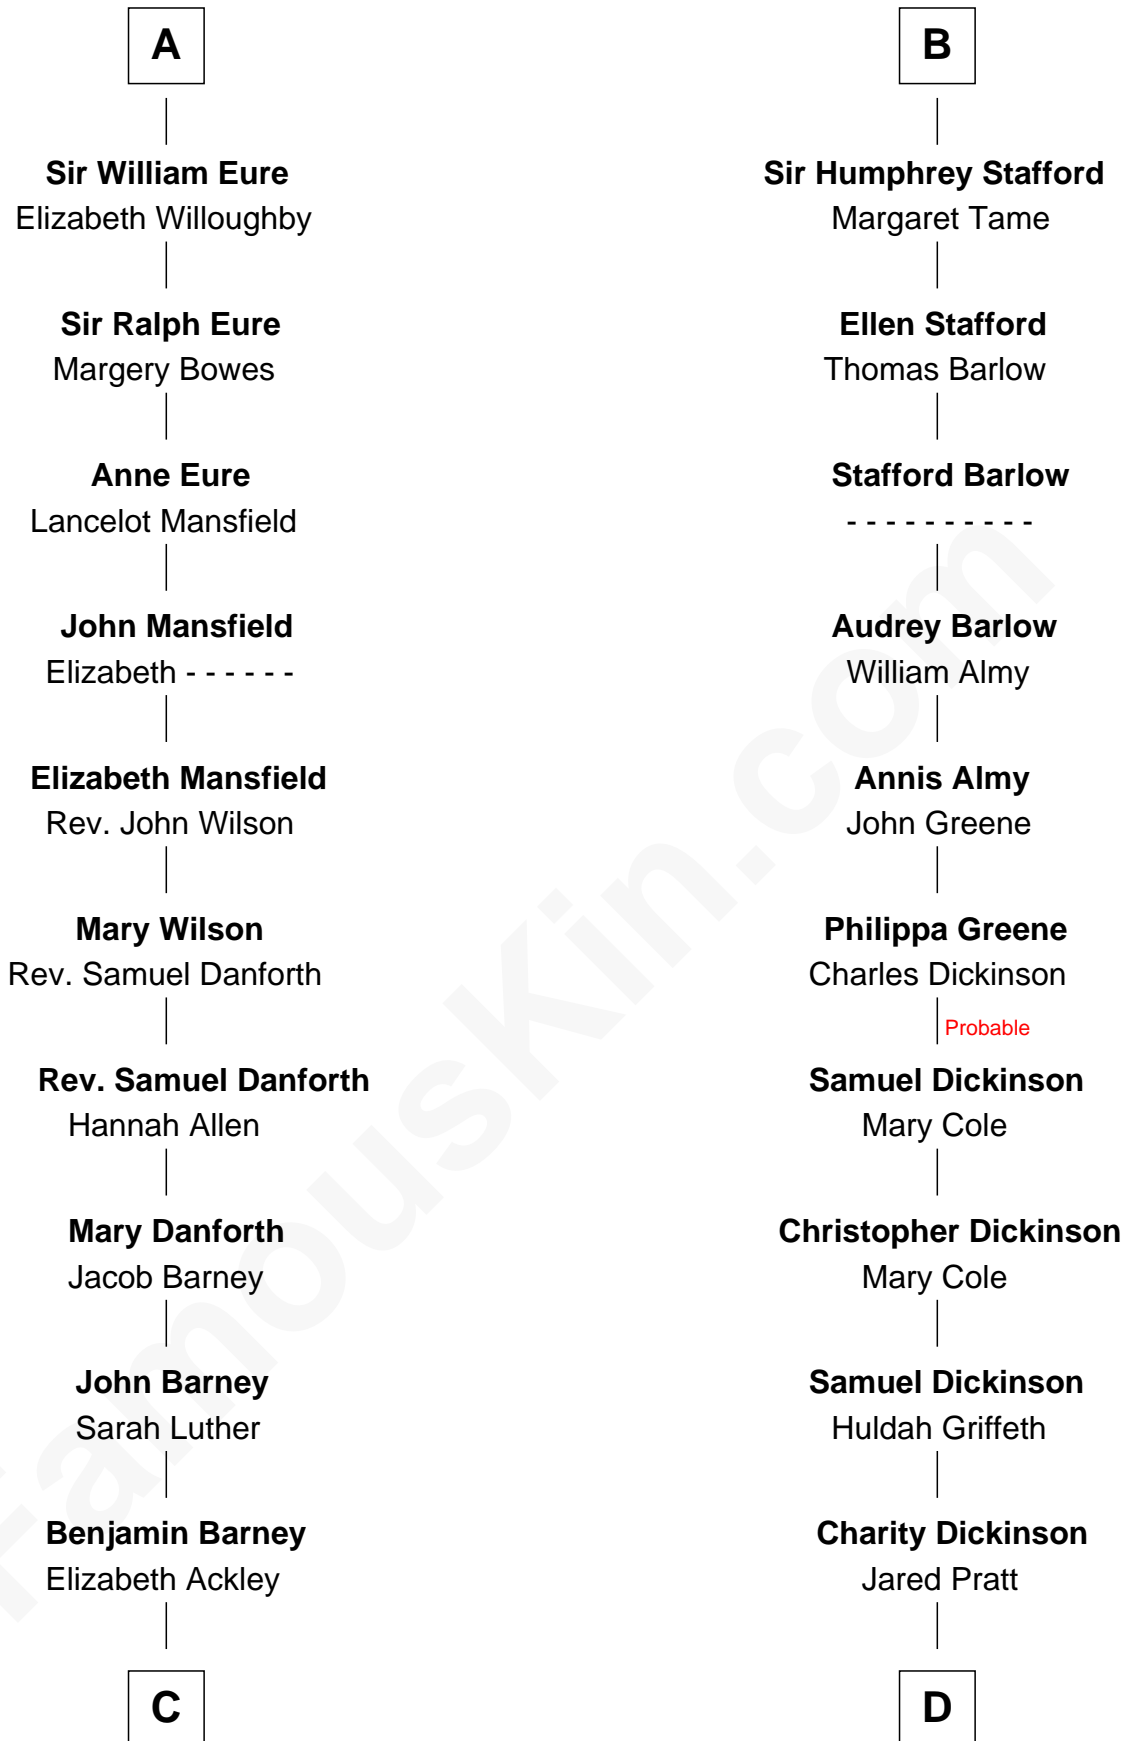 A
Sir William Eure
Elizabeth Willoughby
Sir Ralph Eure
Margery Bowes
Anne Eure
Lancelot Mansfield
John Mansfield
Elizabeth - - - - - -
Elizabeth Mansfield
Rev. John Wilson
Mary Wilson
Rev. Samuel Danforth
Rev. Samuel Danforth
Hannah Allen
Mary Danforth
Jacob Barney
John Barney
Sarah Luther
Benjamin Barney
Elizabeth Ackley
C
B
Sir Humphrey Stafford
Margaret Tame
Ellen Stafford
Thomas Barlow
Stafford Barlow
- - - - - - - - - -
Audrey Barlow
William Almy
Annis Almy
John Greene
Philippa Greene
Charles Dickinson
Probable
Samuel Dickinson
Mary Cole
Christopher Dickinson
Mary Cole
Samuel Dickinson
Huldah Griffeth
Charity Dickinson
Jared Pratt
D
FamousKin.com